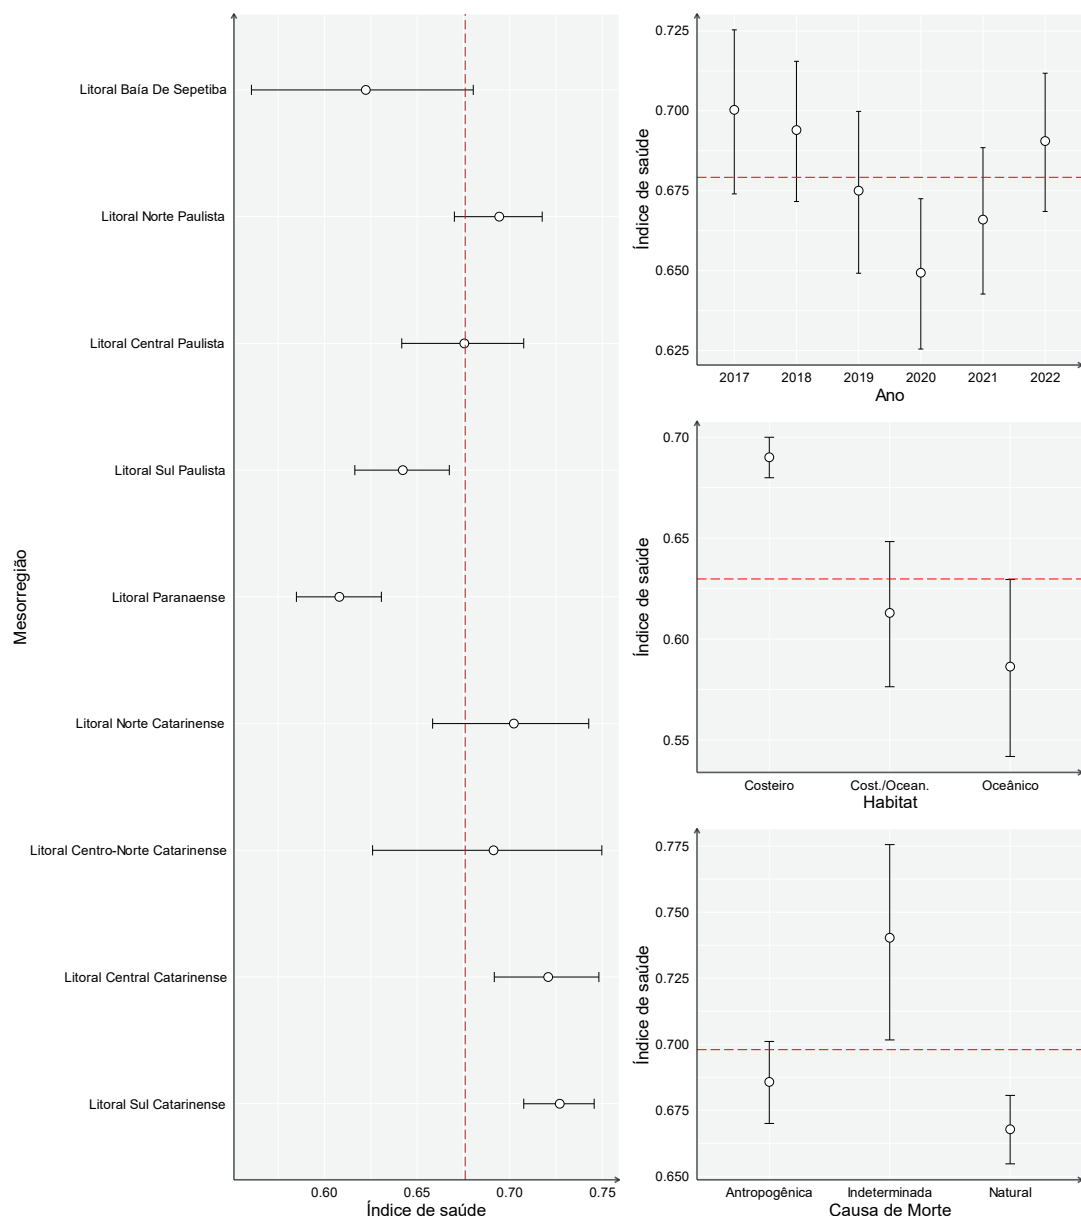 Mesorregião
Litoral Baía De Sepetiba
Litoral Norte Paulista
Litoral Central Paulista
Litoral Sul Paulista
Litoral Paranaense
Litoral Norte Catarinense
Litoral Centro-Norte Catarinense
Litoral Central Catarinense
Litoral Sul Catarinense
0.60 0.65 0.70 0.75
Índice de saúde
Índice de saúde
0.725
0.700
0.675
0.650
0.625
2017 2018 2019 2020 2021 2022
Ano
Índice de saúde
0.70
0.65
0.60
0.55
Costeiro Cost./Ocean. Oceânico
Habitat
Índice de saúde
0.775
0.750
0.725
0.700
0.675
0.650
Antropogênica Indeterminada Natural
Causa de Morte